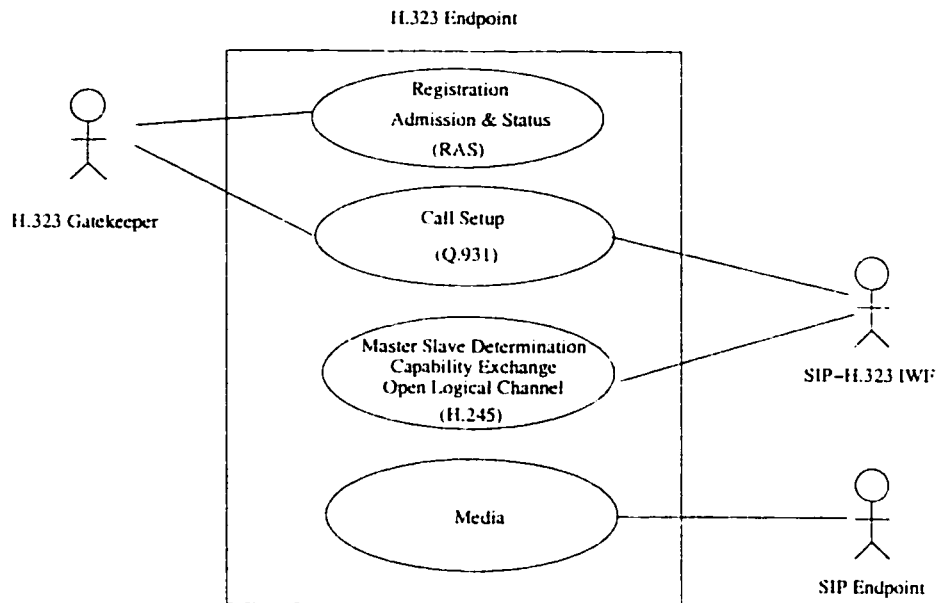 H.323 Endpoint
Registration
Admission & Status
(RAS)
H.323 Gatekeeper
Call Setup
(Q.931)
Master Slave Determination
Capability Exchange
Open Logical Channel
(H.245)
SIP-H.323 IWF
Media
SIP Endpoint